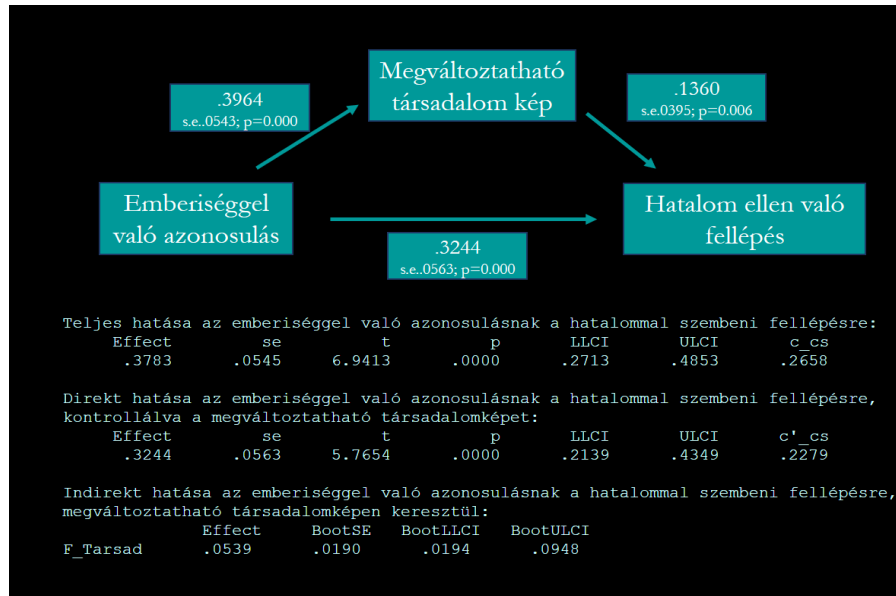 Megváltoztatható
társadalom kép
.3964
s.e..0543; p=0.000
.1360
s.e.0395; p=0.006
Emberiséggel
való azonosulás
Hatalom ellen való
fellépés
.3244
s.e..0563; p=0.000
Teljes hatása az emberiséggel való azonosulásnak a hatalommal szembeni fellépésre:
Effect se t p LLCI ULCI c_cs
.3783 .0545 6.9413 .0000 .2713 .4853 .2658
Direkt hatása az emberiséggel való azonosulásnak a hatalommal szembeni fellépésre,
kontrollálva a megváltoztatható társadalomképet:
Effect se t p LLCI ULCI c'_cs
.3244 .0563 5.7654 .0000 .2139 .4349 .2279
Indirekt hatása az emberiséggel való azonosulásnak a hatalommal szembeni fellépésre,
megváltoztatható társadalomképen keresztül:
Effect BootSE BootLLCI BootULCI
F_Tarsad .0539 .0190 .0194 .0948